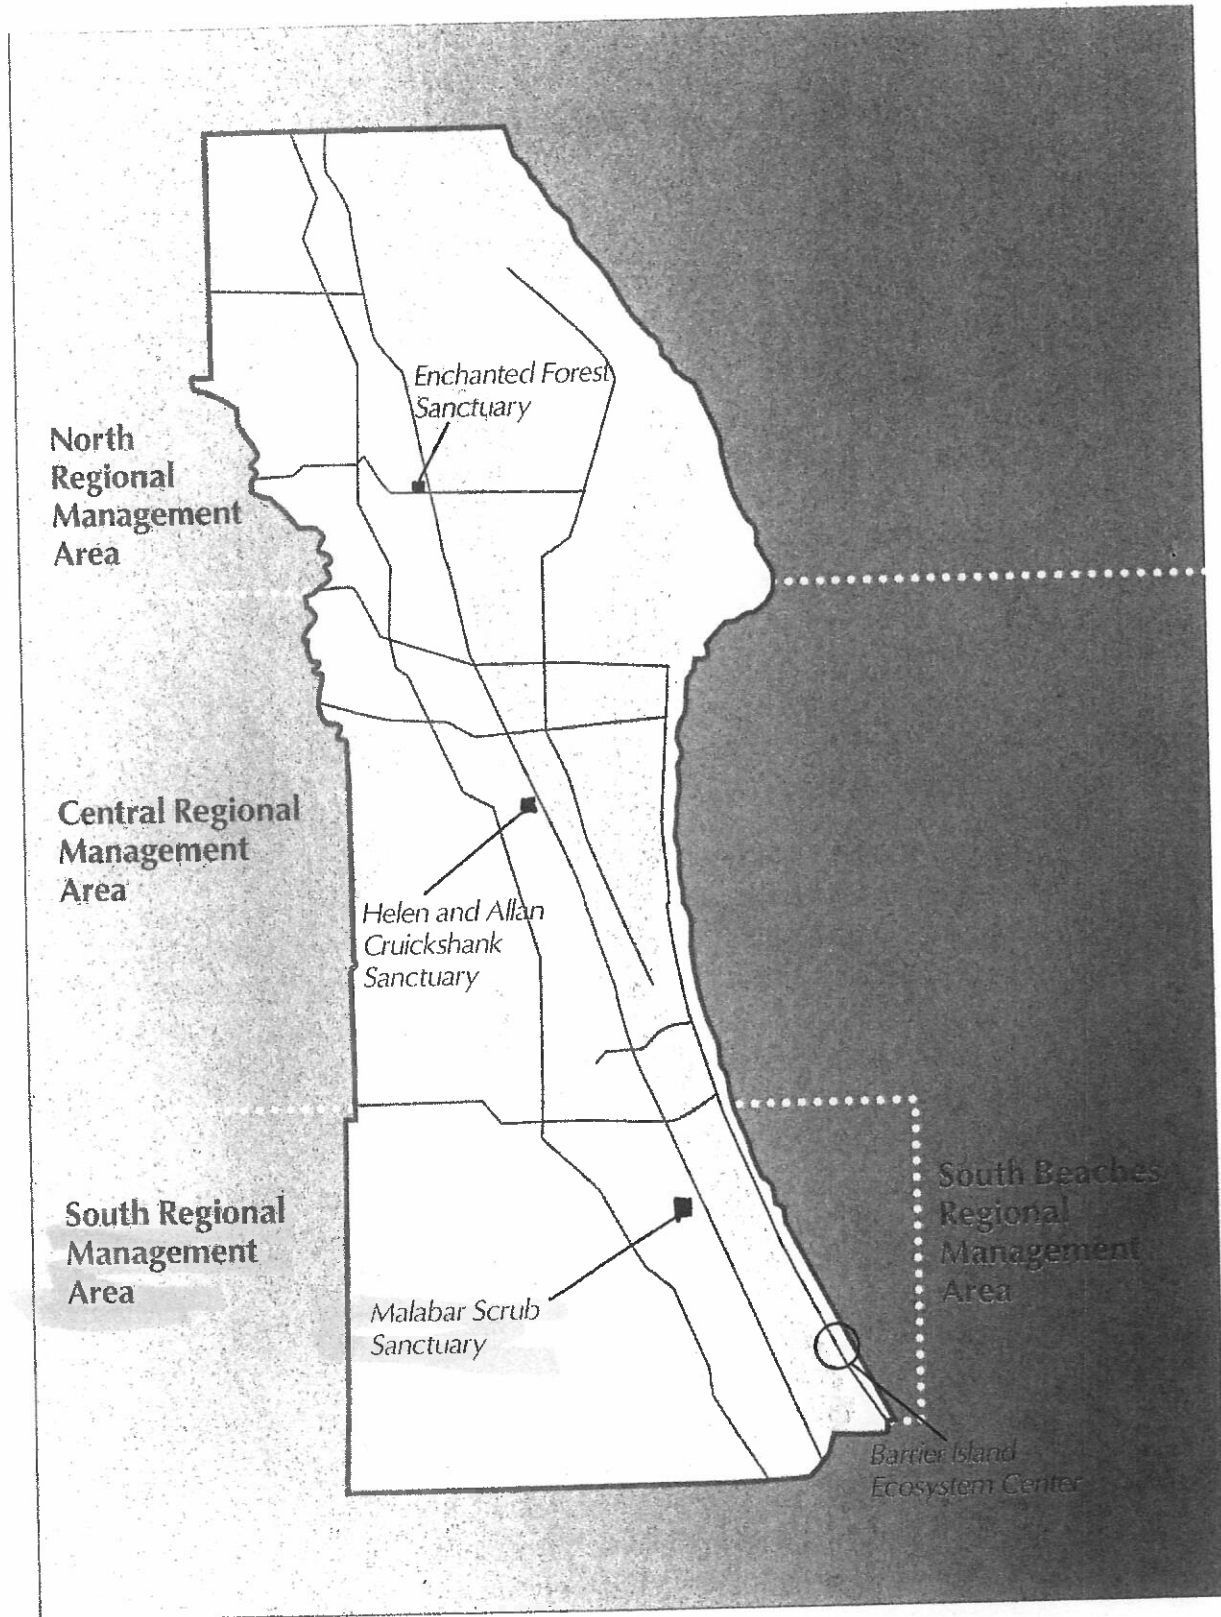 Enchanted Forest
Sanctuary
North
Regional
Management
Area
Central Regional
Management
Area
Helen and Allan
Cruickshank
Sanctuary
South Beaches
Regional
Management
Area
South Regional
Management
Area
Malabar Scrub
Sanctuary
Barrier Island
Ecosystem Center